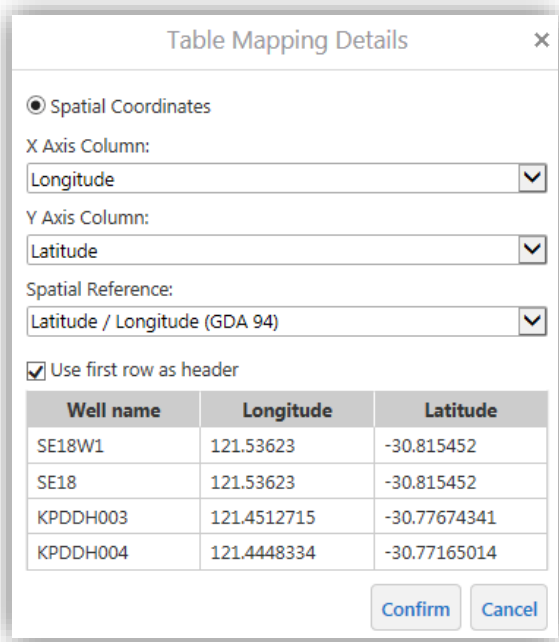 Table Mapping Details ×
Spatial Coordinates
X Axis Column:
Longitude
Y Axis Column:
Latitude
Spatial Reference:
Latitude / Longitude (GDA 94)
Use first row as header
Well name Longitude Latitude
SE18W1 121.53623 -30.815452
SE18 121.53623 -30.815452
KPDDH003 121.4512715 -30.77674341
KPDDH004 121.4448334 -30.77165014
Confirm Cancel